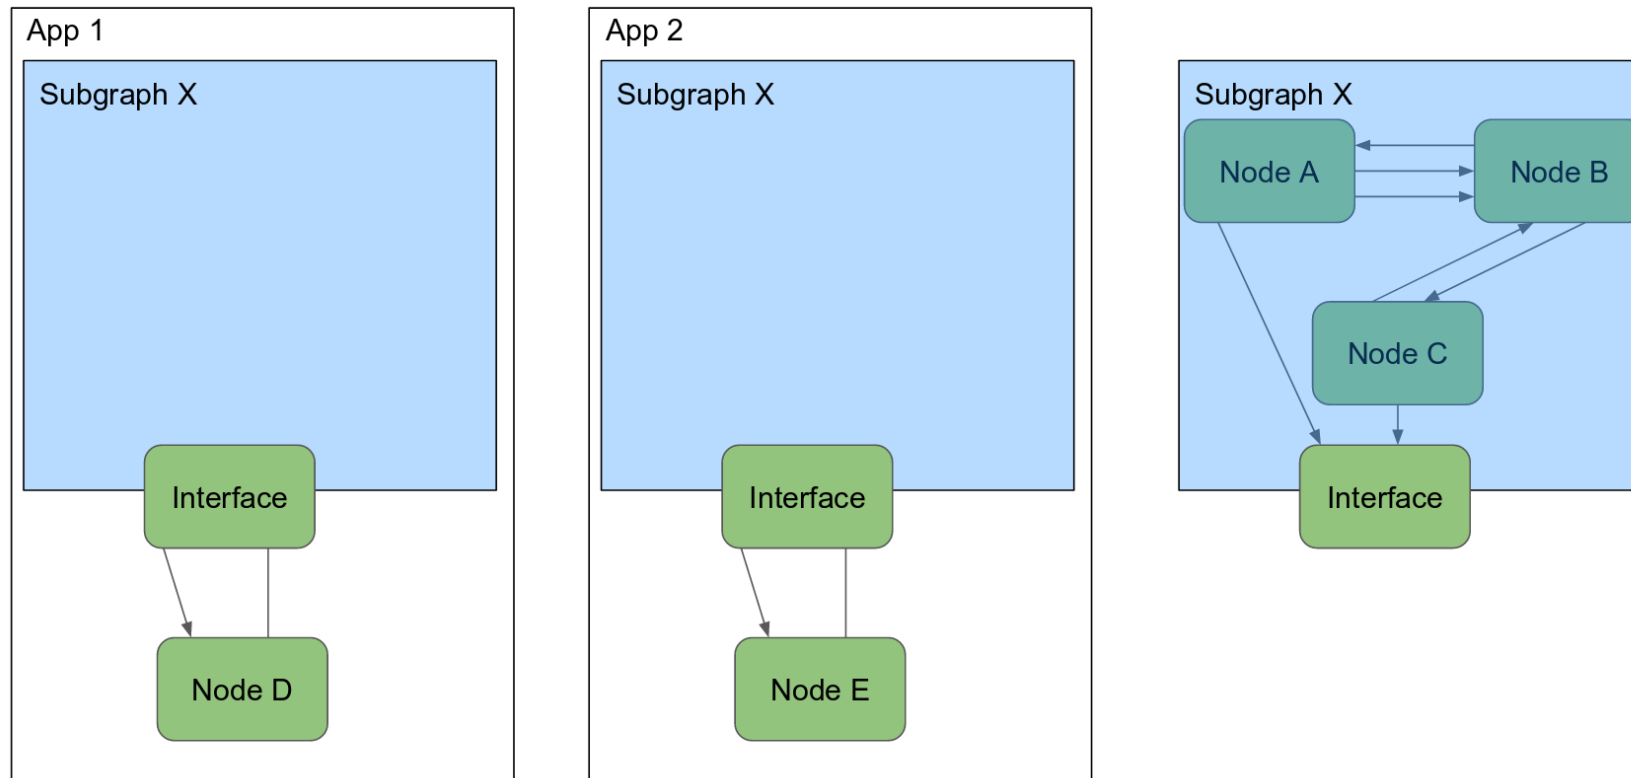 App 1
Subgraph X
Interface
Node D
App 2
Subgraph X
Interface
Node E
Subgraph X
Node A
Node B
Node C
Interface